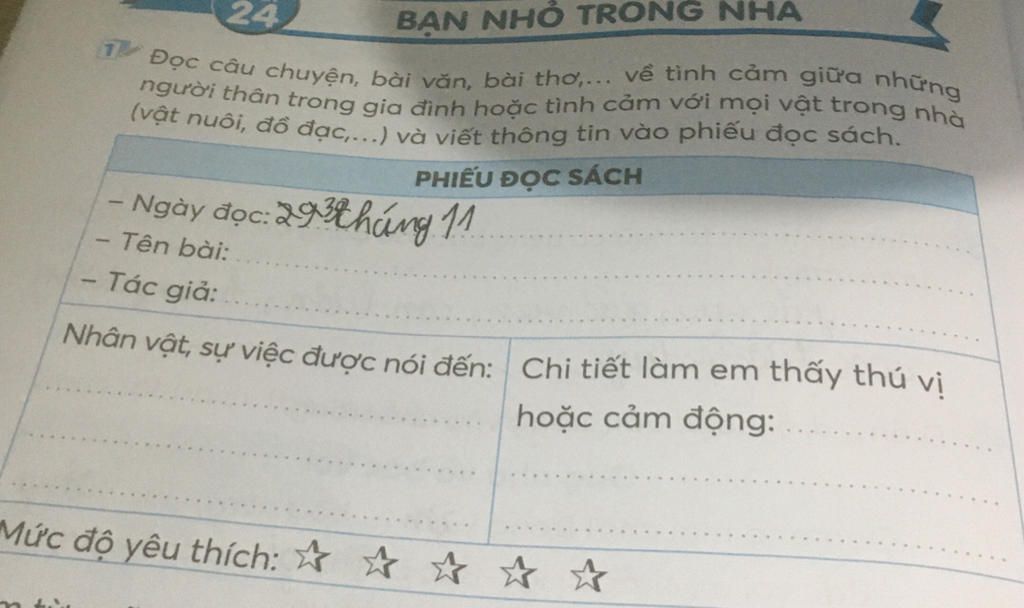 24 BẠN NHỎ TRONG NHÀ
1 Đọc câu chuyện, bài văn, bài thơ,... về tình cảm giữa những
người thân trong gia đình hoặc tình cảm với mọi vật trong nhà
(vật nuôi, đồ đạc,...) và viết thông tin vào phiếu đọc sách.
PHIẾU ĐỌC SÁCH
– Ngày đọc: 29 tháng 11
– Tên bài:
– Tác giả:
Nhân vật, sự việc được nói đến:
Chi tiết làm em thấy thú vị
hoặc cảm động:
Mức độ yêu thích: ☆ ☆ ☆ ☆ ☆